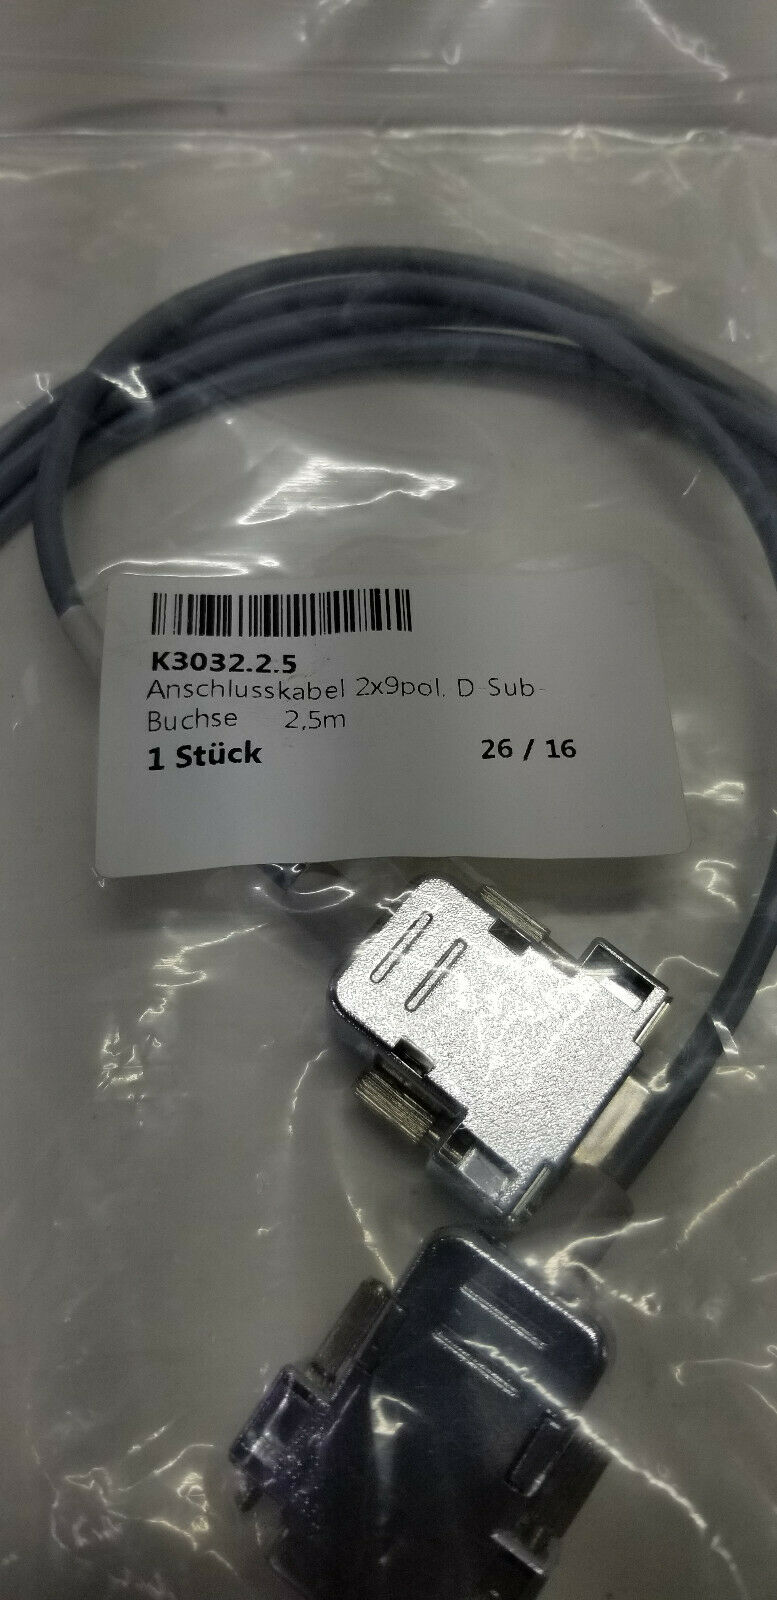 K3032.2.5
Anschlusskabel 2x9pol. D-Sub-
Buchse 2,5m
1 Stück 26 / 16